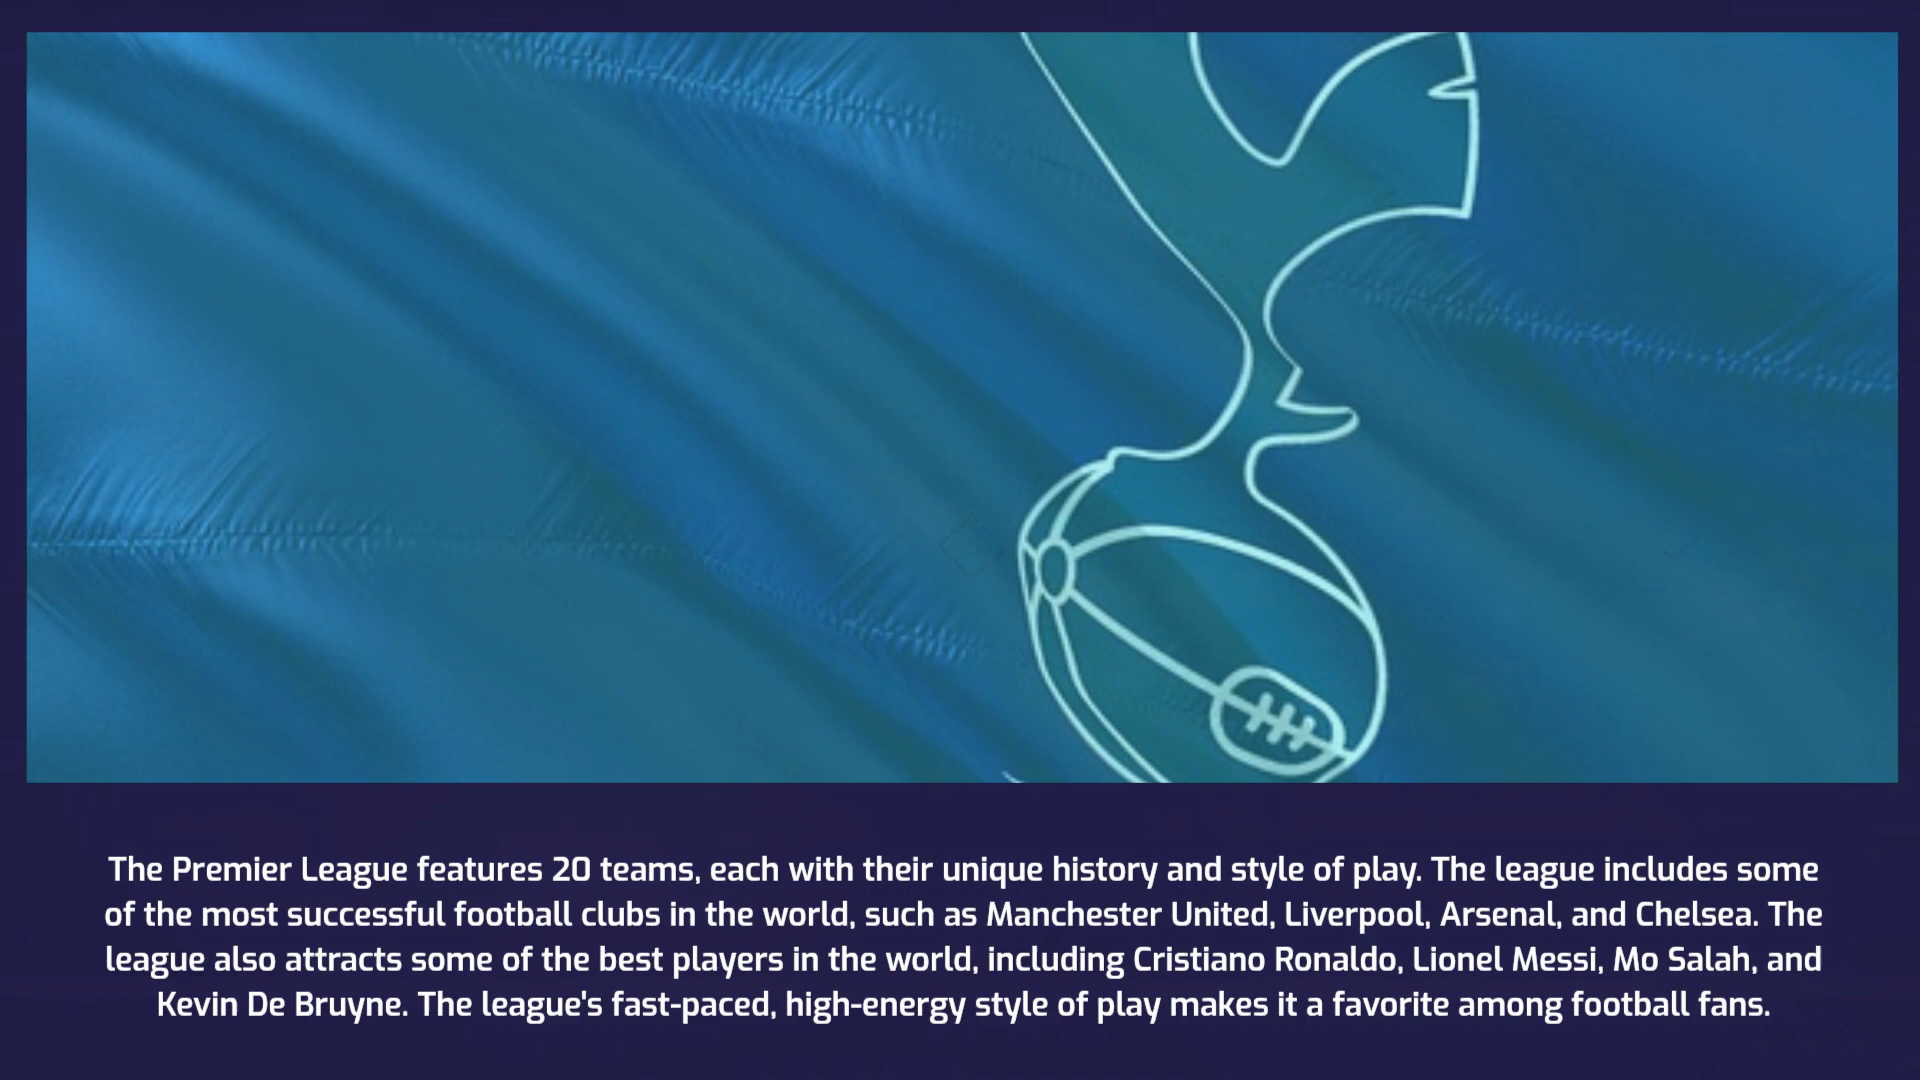 The Premier League features 20 teams, each with their unique history and style of play. The league includes some
of the most successful football clubs in the world, such as Manchester United, Liverpool, Arsenal, and Chelsea. The
league also attracts some of the best players in the world, including Cristiano Ronaldo, Lionel Messi, Mo Salah, and
Kevin De Bruyne. The league's fast-paced, high-energy style of play makes it a favorite among football fans.